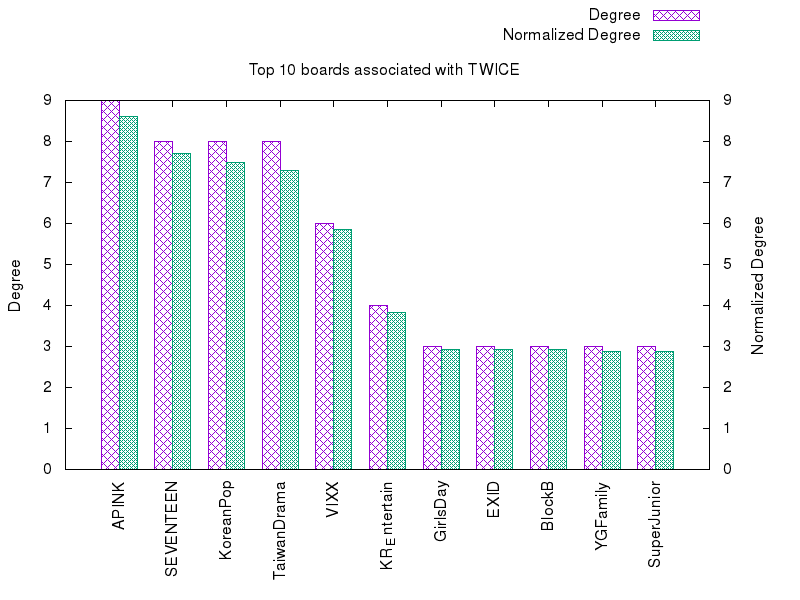 Degree
Normalized Degree
Top 10 boards associated with TWICE
9
8
7
6
5
4
3
2
1
0
9
8
7
6
5
4
3
2
1
0
Degree
Normalized Degree
APINK
SEVENTEEN
KoreanPop
TaiwanDrama
VIXX
KREntertain
GirlsDay
EXID
BlockB
YGFamily
SuperJunior